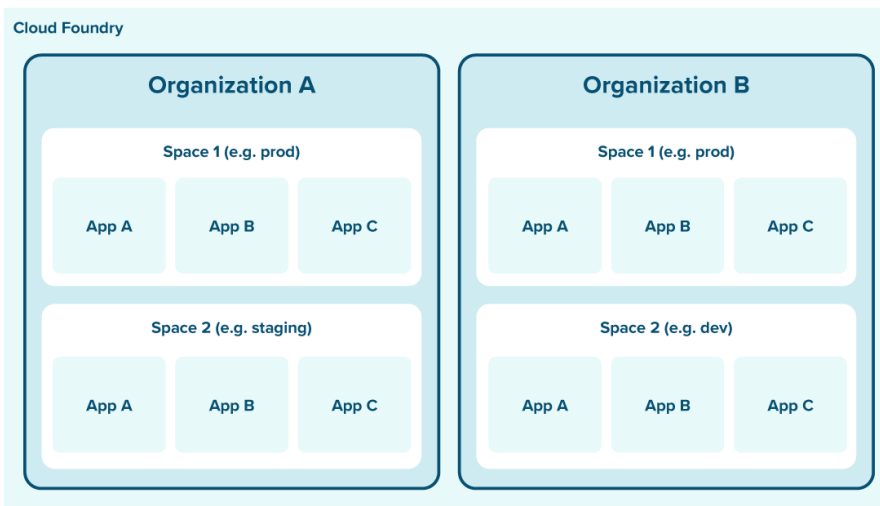 Cloud Foundry
Organization A
Space 1 (e.g. prod)
App A
App B
App C
Space 2 (e.g. staging)
App A
App B
App C
Organization B
Space 1 (e.g. prod)
App A
App B
App C
Space 2 (e.g. dev)
App A
App B
App C